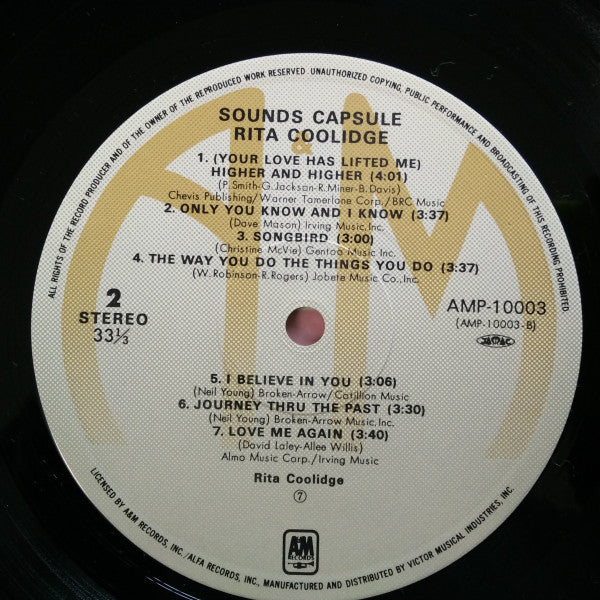 ALL RIGHTS OF THE RECORD PRODUCER AND OF THE OWNER OF THE REPRODUCED WORK RESERVED. UNAUTHORIZED COPYING, PUBLIC PERFORMANCE AND BROADCASTING OF THIS RECORDING PROHIBITED
A&M
SOUNDS CAPSULE
RITA COOLIDGE
1. (YOUR LOVE HAS LIFTED ME)
HIGHER AND HIGHER (4:01)
(P. Smith-G. Jackson-R. Miner-B. Davis)
Chevis Publishing/Warner Tamerlane Corp./BRC Music
2. ONLY YOU KNOW AND I KNOW (3:37)
(Dave Mason) Irving Music, Inc.
3. SONGBIRD (3:00)
(Christine McVie) Gentoo Music Inc.
4. THE WAY YOU DO THE THINGS YOU DO (3:37)
(W. Robinson-R. Rogers) Jobete Music Co., Inc.
2
STEREO
33⅓
AMP-10003
(AMP-10003-B)
5. I BELIEVE IN YOU (3:06)
(Neil Young) Broken-Arrow/Cotillion Music
6. JOURNEY THRU THE PAST (3:30)
(Neil Young) Broken-Arrow Music, Inc.
7. LOVE ME AGAIN (3:40)
(David Laley-Allee Willis)
Almo Music Corp./Irving Music
Rita Coolidge
⑦
A&M
RECORDS
LICENSED BY A&M RECORDS, INC./ALFA RECORDS, INC., MANUFACTURED AND DISTRIBUTED BY VICTOR MUSICAL INDUSTRIES, INC.